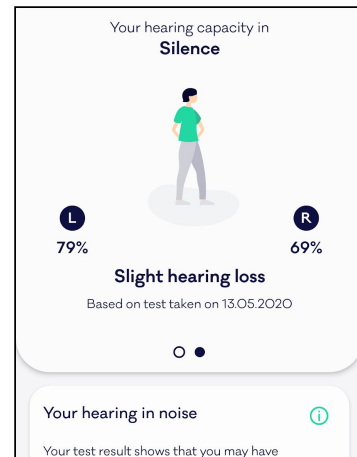 Your hearing capacity in
Silence
L R
79% 69%
Slight hearing loss
Based on test taken on 13.05.2020
Your hearing in noise
Your test result shows that you may have